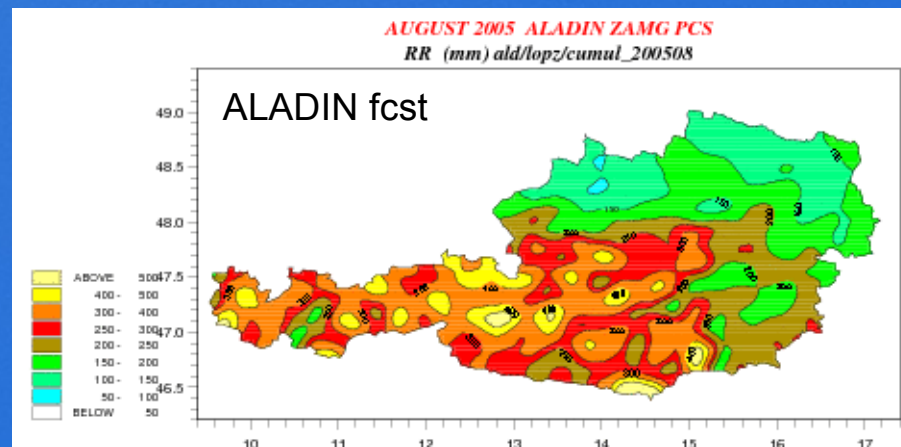 AUGUST 2005 ALADIN ZAMG PCS
RR (mm) ald/lopz/cumul_200508
ALADIN fcst
49.0
48.5
48.0
47.5
47.0
46.5
ABOVE 500
400 - 500
300 - 400
250 - 300
200 - 250
150 - 200
100 - 150
50 - 100
BELOW 50
10 11 12 13 14 15 16 17